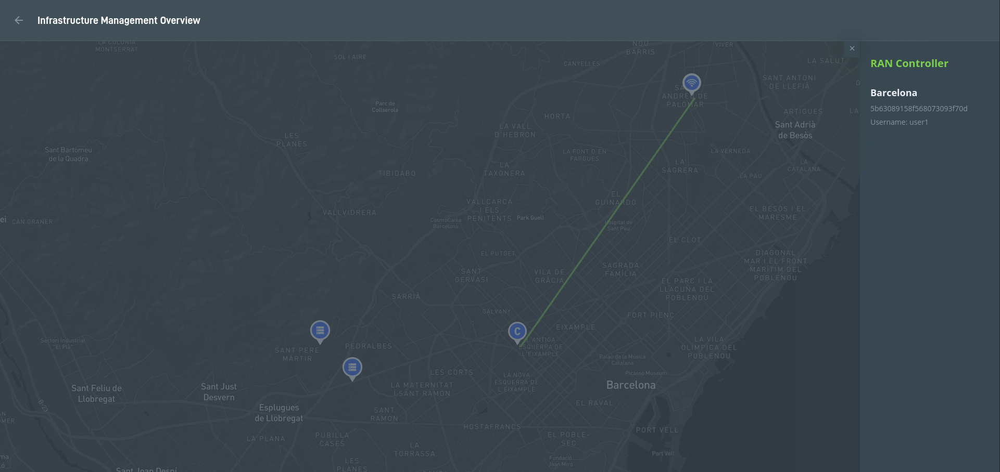 Infrastructure Management Overview
LA COLÒNIA
MONTSERRAT
SOL I AIRE
NOU
BARRIS
VIVER
CANYELLES
LA SALUT
SANT ANTONI
DE LLEFIÀ
ANDREU DE
PALOMAR
Parc de
Collserola
HORTA
ARTIGUES
LA
Sant Adrià
de Besòs
LA VALL
D'HEBRON
LES
PLANES
Sant Bartomeu
de la Quadra
LA FONT D'EN
FARGUES
LA VERNEDA
LA
TAXONERA
LA
SAGRERA
LA
CATALANA
TIBIDABO
LA PAU
EL
GUINARDÓ
VALLCARCA
I ELS
PENITENTS
Park Guell
VALLVIDRERA
EL BESÒS I EL
MARESME
CAN GRANER
CosmoCaixa
Barcelona
Hospital de
Sant Pau
EL CLOT
EL PUTGET
DIAGONAL
MAR I EL FRONT
MARÍTIM DEL
POBLENOU
SANT
GERVASI
VILA DE
GRÀCIA
SAGRADA
FAMÍLIA
EL PARC I LA
LLACUNA DEL
POBLENOU
SARRIÀ
GALVANY
FORT PIENC
C
EIXAMPLE
Sectori Industrial
"El Pla"
L'ANTIGA
ESQUERRA DE
L'EIXAMPLE
LA VILA
OLÍMPICA DEL
POBLENOU
SANT PERE
MÀRTIR
PEDRALBES
Palau de la Música
Catalana
LES CORTS
Picasso Museum
LA NOVA
ESQUERRA DE
L'EIXAMPLE
Barcelona
Sant Feliu de
Llobregat
Sant Just
Desvern
LA MATERNITAT
I SANT RAMON
EL RAVAL
B-23
Esplugues
de Llobregat
SANT
RAMON
HOSTAFRANCS
PORT VELL
LA PLANA
PUBILLA
CASES
EL POBLE-
SEC
LA
TORRASSA
Port Vell
LES
PLANES
Fundació
Joan Miró
Sant Joan Despí
RAN Controller
Barcelona
5b63089158f568073093f70d
Username: user1